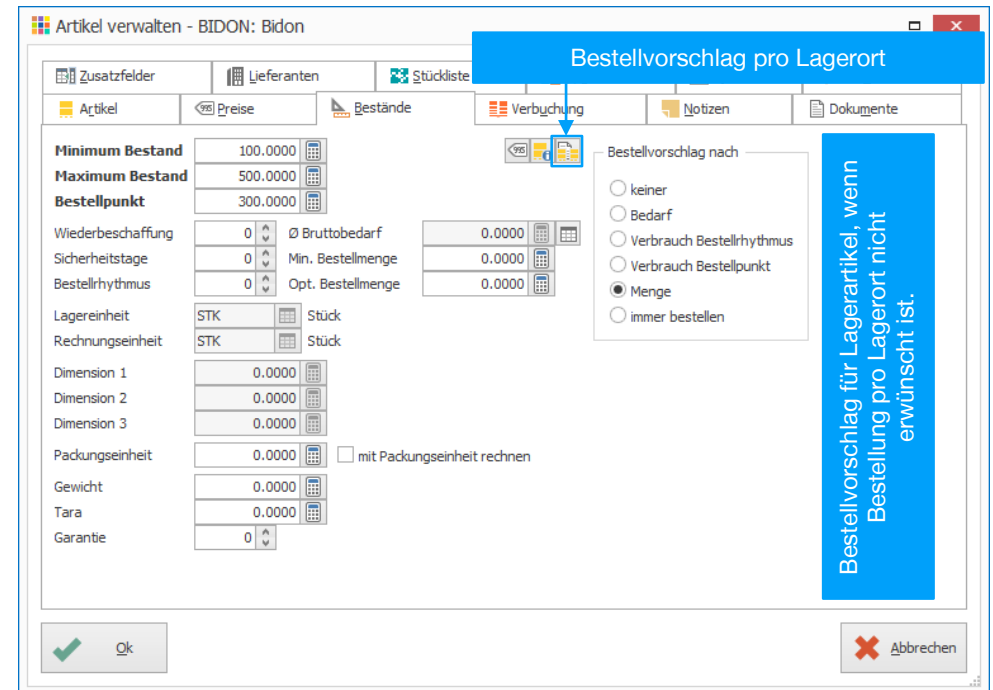 Artikel verwalten - BIDON: Bidon
Bestellvorschlag pro Lagerort
Zusatzfelder
Lieferanten
Stückliste
Artikel
Preise
Bestände
Verbuchung
Notizen
Dokumente
Minimum Bestand 100.0000
Maximum Bestand 500.0000
Bestellpunkt 300.0000
Wiederbeschaffung 0 Ø Bruttobedarf 0.0000
Sicherheitstage 0 Min. Bestellmenge 0.0000
Bestellrhythmus 0 Opt. Bestellmenge 0.0000
Lagereinheit STK Stück
Rechnungseinheit STK Stück
Dimension 1 0.0000
Dimension 2 0.0000
Dimension 3 0.0000
Packungseinheit 0.0000 mit Packungseinheit rechnen
Gewicht 0.0000
Tara 0.0000
Garantie 0
Bestellvorschlag nach
keiner
Bedarf
Verbrauch Bestellrhythmus
Verbrauch Bestellpunkt
Menge
immer bestellen
Bestellvorschlag für Lagerartikel, wenn
Bestellung pro Lagerort nicht
erwünscht ist.
Ok
Abbrechen